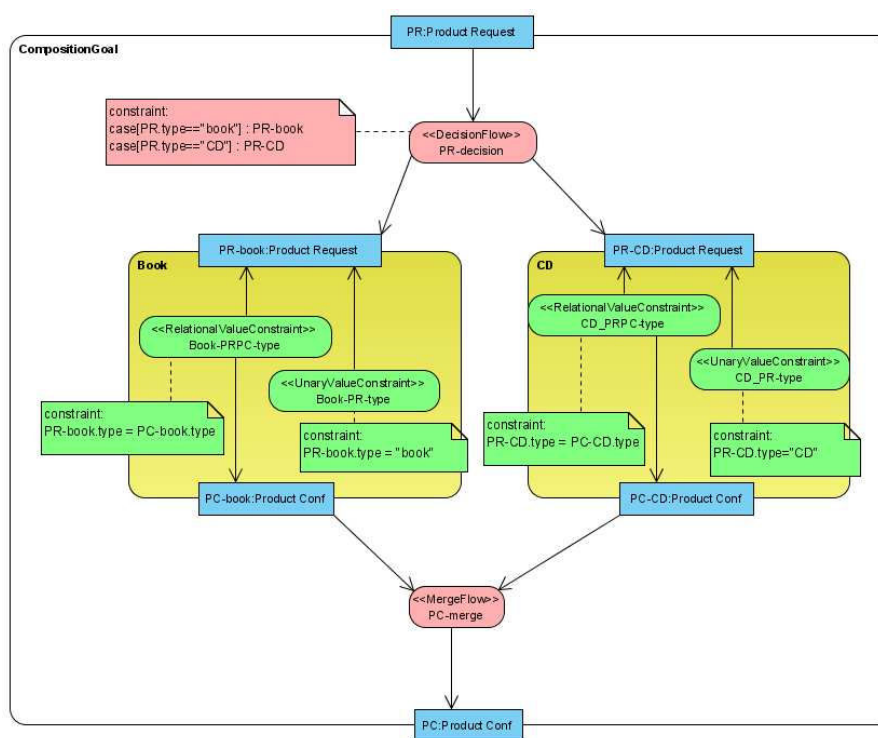 PR:Product Request
CompositionGoal
constraint:
case[PR.type=="book"] : PR-book
case[PR.type=="CD"] : PR-CD
<<DecisionFlow>>
PR-decision
PR-book:Product Request
PR-CD:Product Request
Book
CD
<<RelationalValueConstraint>>
Book-PRPC-type
<<RelationalValueConstraint>>
CD_PRPC-type
<<UnaryValueConstraint>>
Book-PR-type
<<UnaryValueConstraint>>
CD_PR-type
constraint:
PR-book.type = PC-book.type
constraint:
PR-book.type = "book"
constraint:
PR-CD.type = PC-CD.type
constraint:
PR-CD.type="CD"
PC-book:Product Conf
PC-CD:Product Conf
<<MergeFlow>>
PC-merge
PC:Product Conf